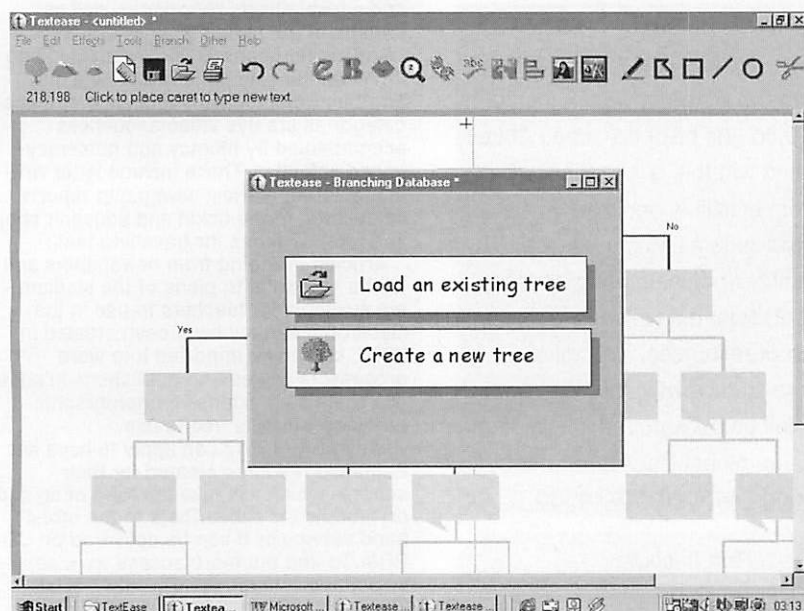 Textease - <untitled> *
File Edit Effects Tools Branch Other Help
abc
218,198 Click to place caret to type new text.
Textease - Branching Database *
No
Load an existing tree
Yes
Create a new tree
Start TextEase Textea... Microsoft ... Textease ... Textease ... 03:13